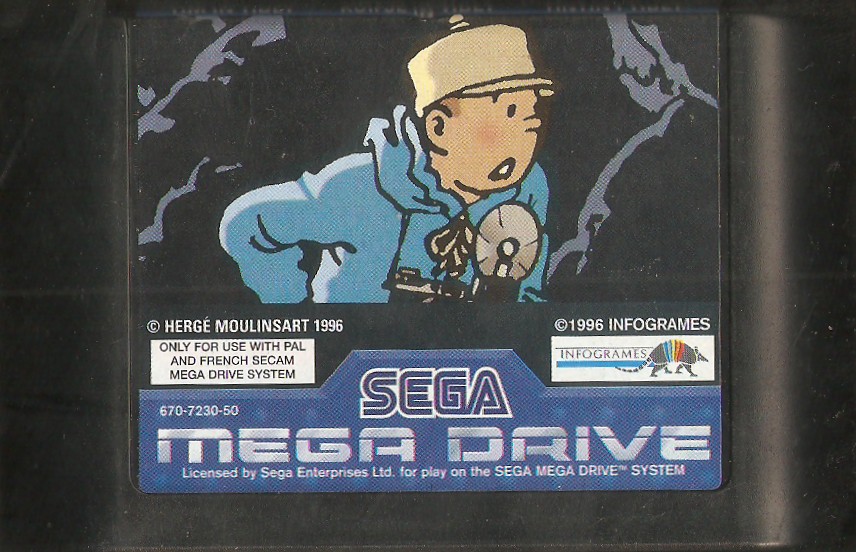 © HERGÉ MOULINSART 1996
©1996 INFOGRAMES
ONLY FOR USE WITH PAL
AND FRENCH SECAM
MEGA DRIVE SYSTEM
INFOGRAMES
SEGA
670-7230-50
MEGA DRIVE
Licensed by Sega Enterprises Ltd. for play on the SEGA MEGA DRIVE™ SYSTEM